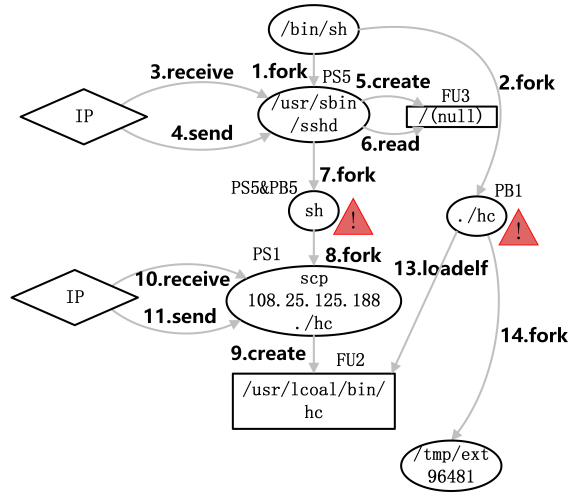 /bin/sh
PS5
3.receive
1.fork
5.create
2.fork
FU3
IP
/usr/sbin
/sshd
/(null)
4.send
6.read
7.fork
PS5&PB5
PB1
sh
!
./hc
!
PS1
8.fork
13.loadelf
10.receive
scp
IP
108.25.125.188
11.send
./hc
14.fork
9.create
FU2
/usr/lcoal/bin/
hc
/tmp/ext
96481